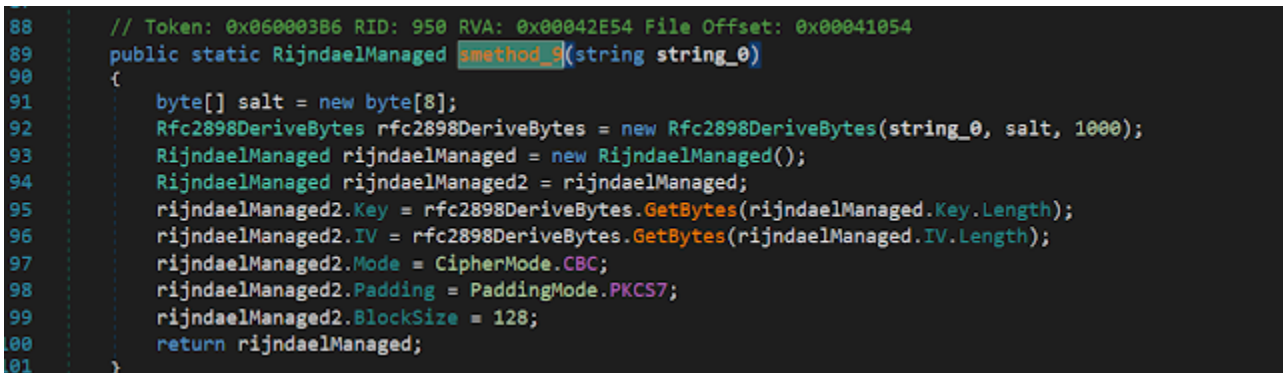 88 // Token: 0x060003B6 RID: 950 RVA: 0x00042E54 File Offset: 0x00041054
89 public static RijndaelManaged smethod_9(string string_0)
90 {
91 byte[] salt = new byte[8];
92 Rfc2898DeriveBytes rfc2898DeriveBytes = new Rfc2898DeriveBytes(string_0, salt, 1000);
93 RijndaelManaged rijndaelManaged = new RijndaelManaged();
94 RijndaelManaged rijndaelManaged2 = rijndaelManaged;
95 rijndaelManaged2.Key = rfc2898DeriveBytes.GetBytes(rijndaelManaged.Key.Length);
96 rijndaelManaged2.IV = rfc2898DeriveBytes.GetBytes(rijndaelManaged.IV.Length);
97 rijndaelManaged2.Mode = CipherMode.CBC;
98 rijndaelManaged2.Padding = PaddingMode.PKCS7;
99 rijndaelManaged2.BlockSize = 128;
100 return rijndaelManaged;
101 }